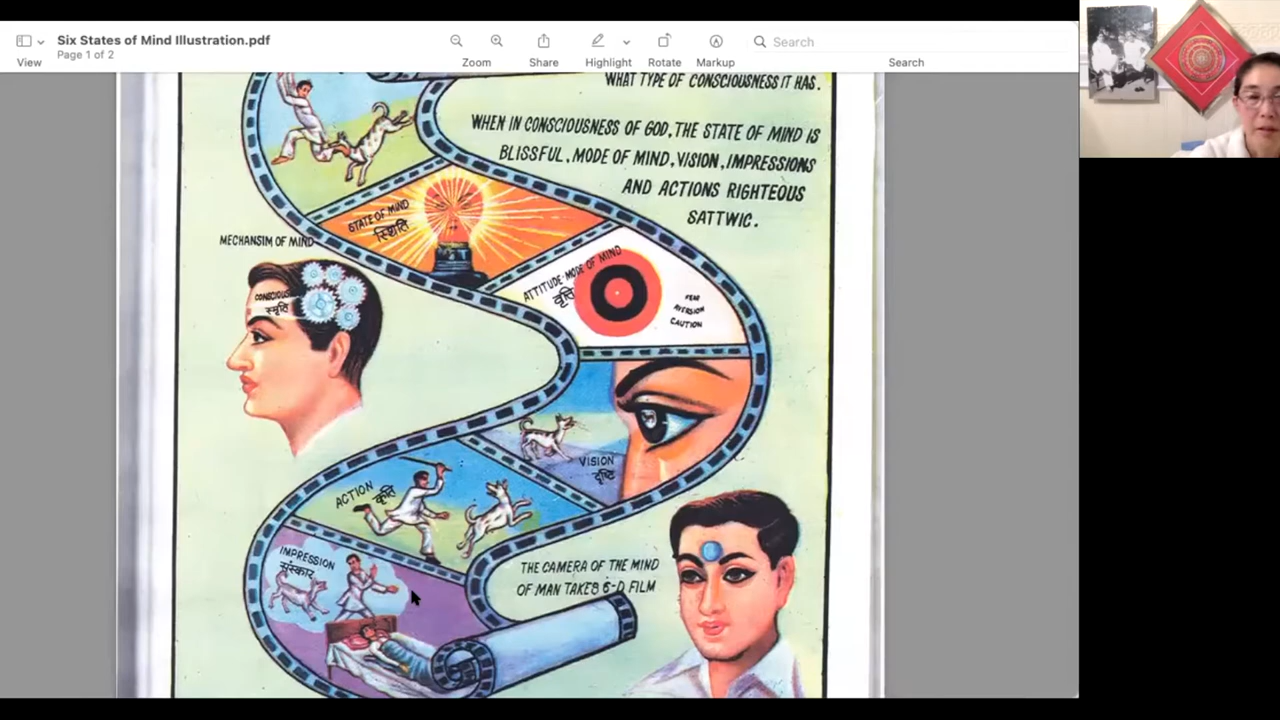 Six States of Mind Illustration.pdf
Page 1 of 2
View
Zoom
Share
Highlight
Rotate
Markup
Search
Search
WHAT TYPE OF CONSCIOUSNESS IT HAS.
WHEN IN CONSCIOUSNESS OF GOD, THE STATE OF MIND IS
BLISSFUL, MODE OF MIND, VISION, IMPRESSIONS
AND ACTIONS RIGHTEOUS
SATTWIC.
STATE OF MIND
स्थिति
MECHANSIM OF MIND
ATTITUDE-MODE OF MIND
वृत्ति
FEAR
AVERSION
CAUTION
CONSCIOUS
स्मृति
VISION
दृष्टि
ACTION
कृति
IMPRESSION
संस्कार
THE CAMERA OF THE MIND
OF MAN TAKES 6-D FILM